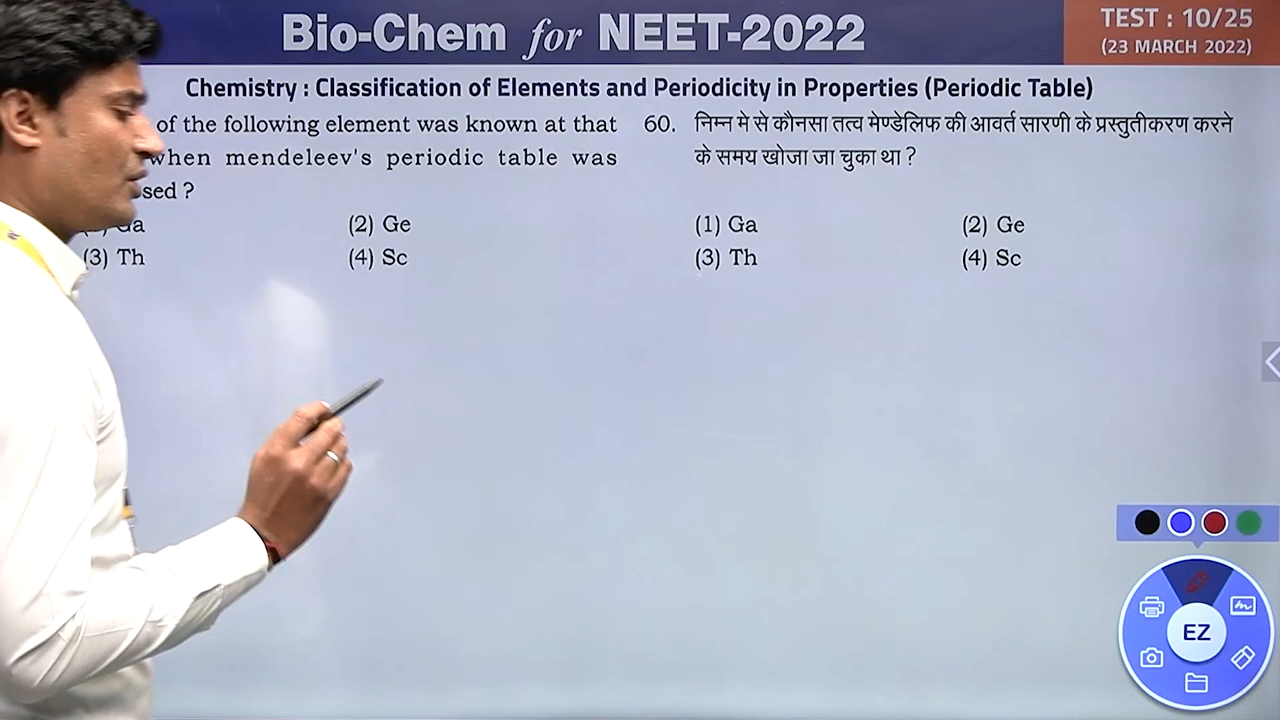 Bio-Chem for NEET-2022
TEST : 10/25
(23 MARCH 2022)
Chemistry : Classification of Elements and Periodicity in Properties (Periodic Table)
of the following element was known at that
when mendeleev's periodic table was
sed ?
Ga
(2) Ge
(3) Th
(4) Sc
60. निम्न मे से कौनसा तत्व मेण्डेलिफ की आवर्त सारणी के प्रस्तुतीकरण करने
के समय खोजा जा चुका था ?
(1) Ga
(2) Ge
(3) Th
(4) Sc
EZ